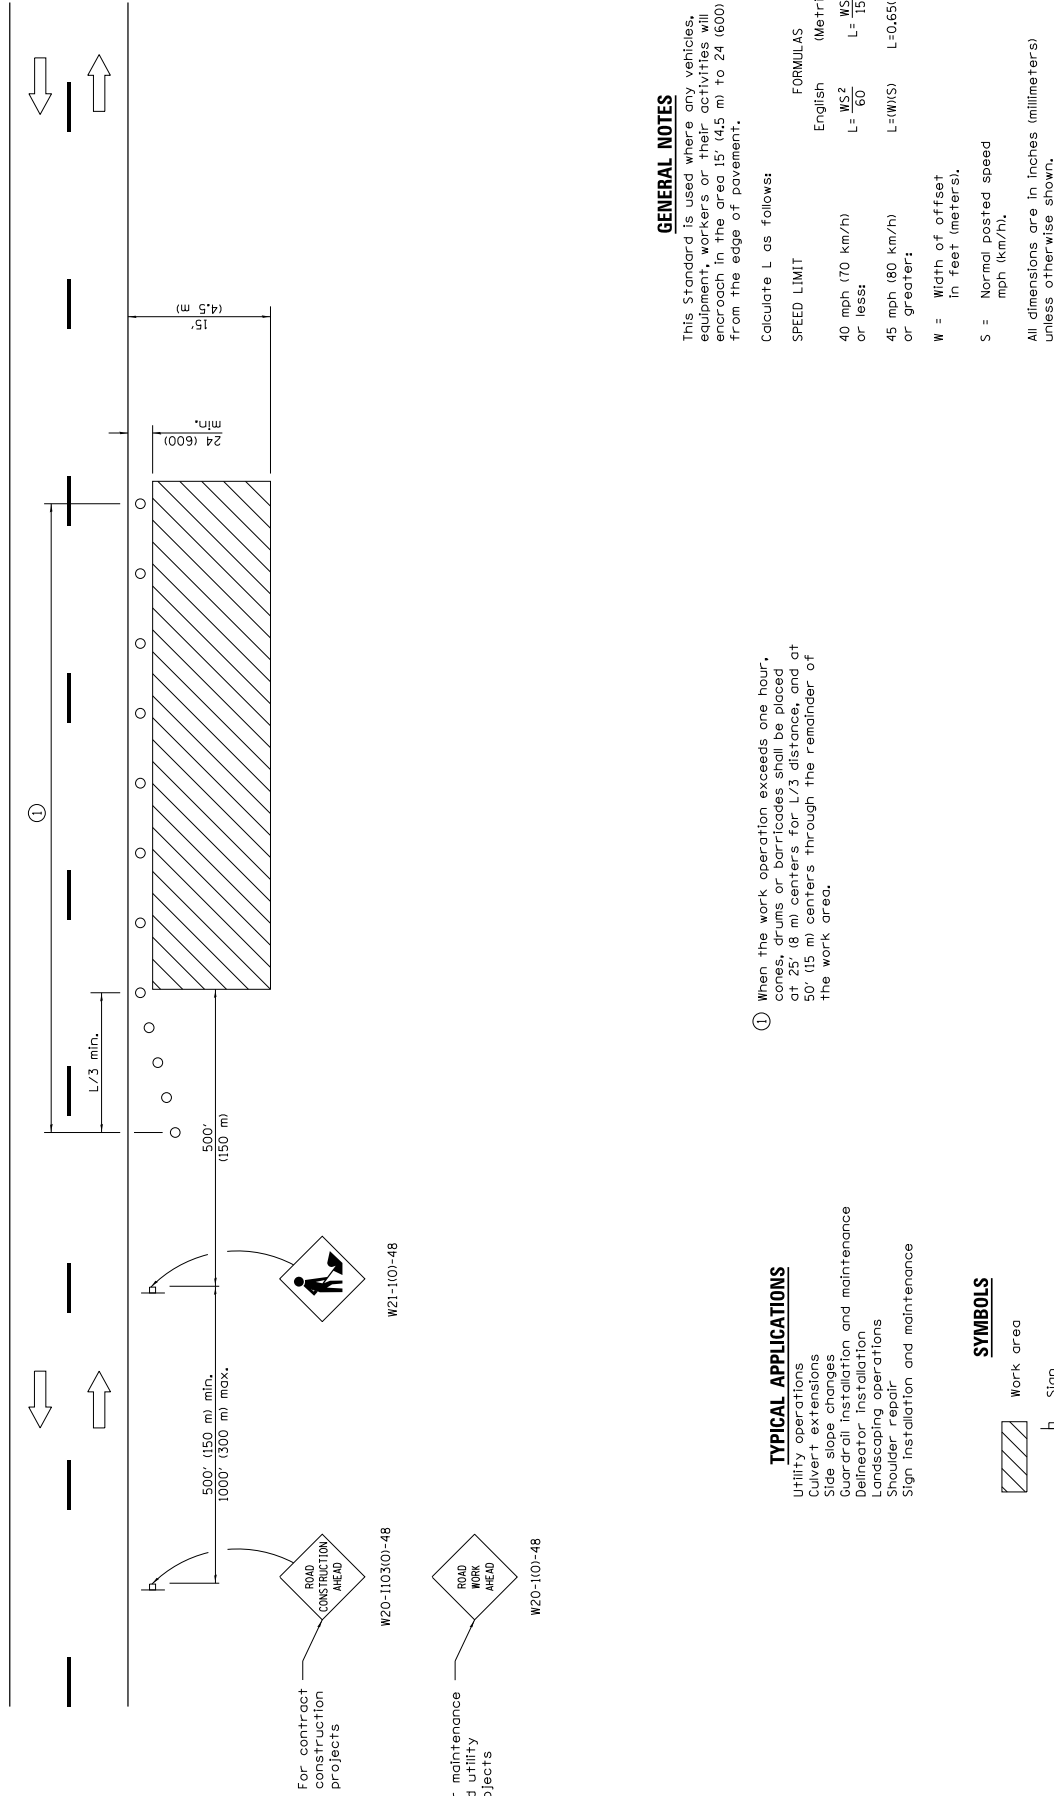 ①
L/3 min.
500'
(150 m)
500' (150 m) min.
1000' (300 m) max.
24 (600)
min.
15'
(4.5 m)
W21-1(O)-48
ROAD
CONSTRUCTION
AHEAD
W20-I103(O)-48
ROAD
WORK
AHEAD
W20-1(O)-48
For contract
construction
projects
maintenance
utility
TYPICAL APPLICATIONS
Utility operations
Culvert extensions
Side slope changes
Guardrail installation and maintenance
Delineator installation
Landscaping operations
Shoulder repair
Sign installation and maintenance
SYMBOLS
Work area
Sign
① When the work operation exceeds one hour,
cones, drums or barricades shall be placed
at 25' (8 m) centers for L/3 distance, and at
50' (15 m) centers through the remainder of
the work area.
GENERAL NOTES
This Standard is used where any vehicles,
equipment, workers or their activities will
encroach in the area 15' (4.5 m) to 24 (600)
from the edge of pavement.
Calculate L as follows:
SPEED LIMIT FORMULAS
English
40 mph (70 km/h) L= WS²/60 L= WS
or less:
45 mph (80 km/h) L=(W)(S) L=0.65
or greater:
W = Width of offset
in feet (meters).
S = Normal posted speed
mph (km/h).
All dimensions are in inches (millimeters)
unless otherwise shown.